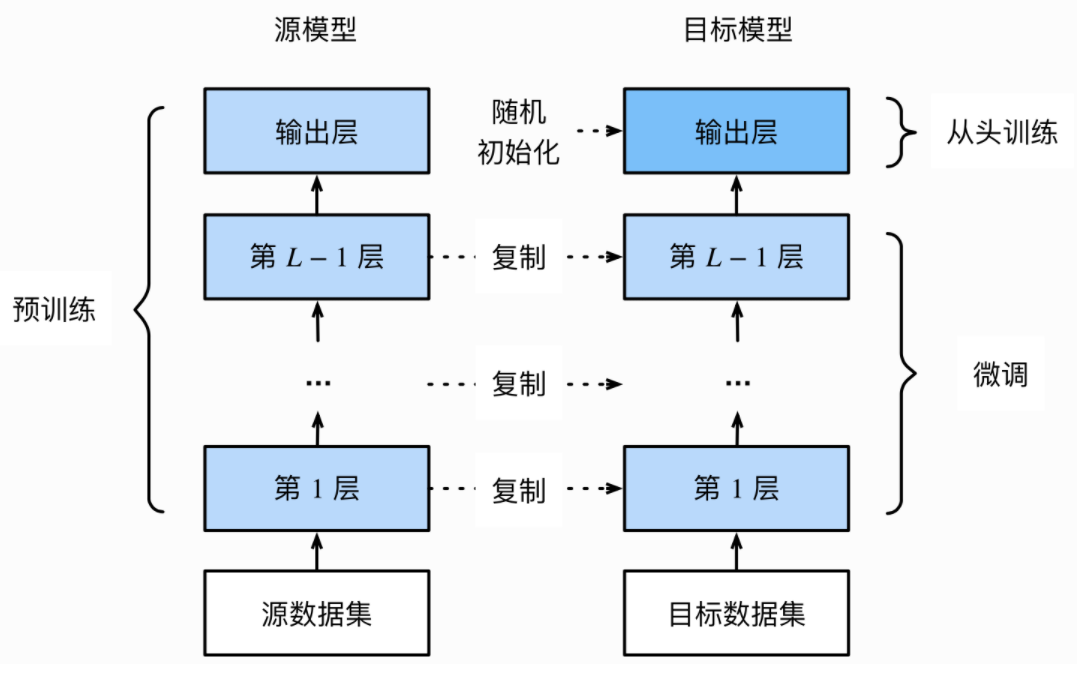 源模型
目标模型
输出层
随机
初始化
输出层
从头训练
第 L − 1 层
复制
第 L − 1 层
预训练
...
复制
...
微调
第 1 层
复制
第 1 层
源数据集
目标数据集